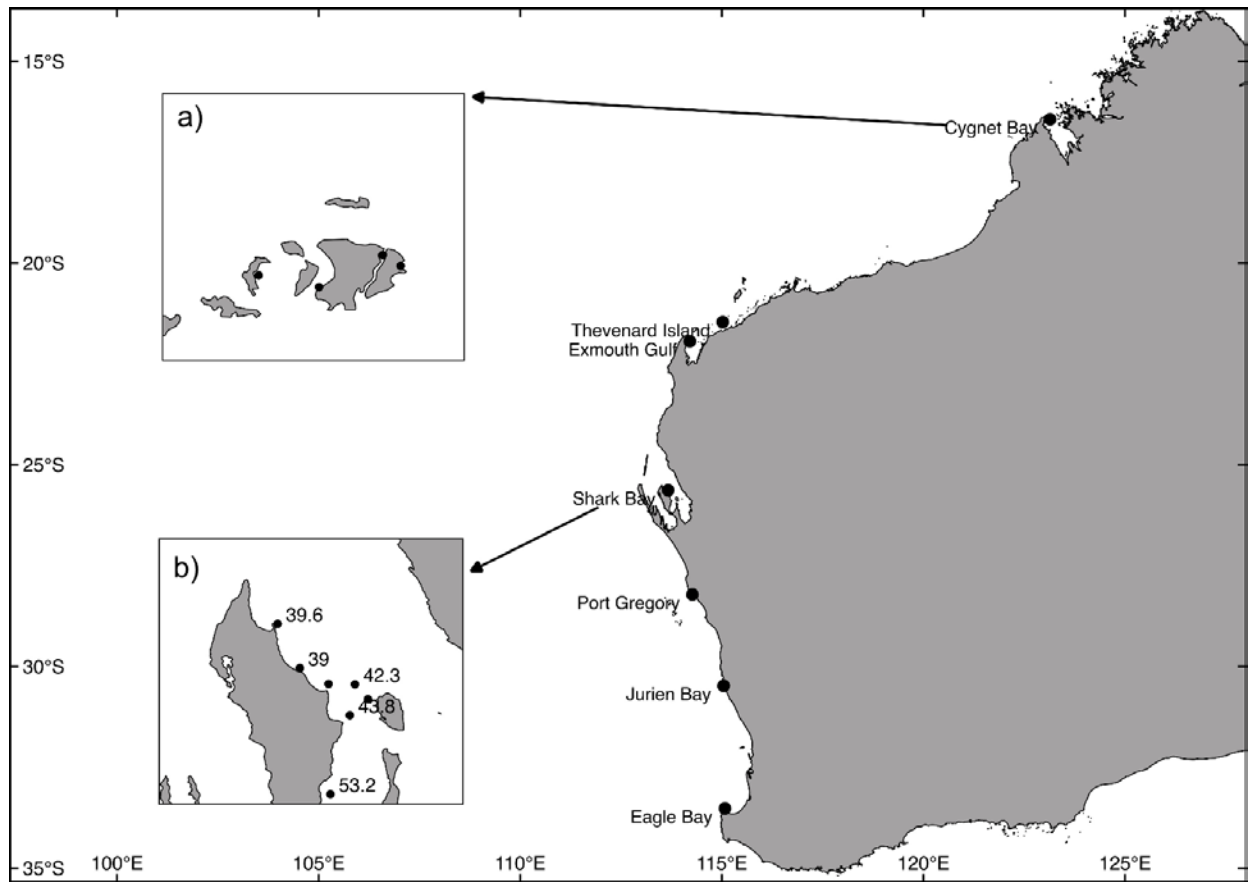 15°S
a)
Cygnet Bay
20°S
Thevenard Island
Exmouth Gulf
25°S
Shark Bay
b)
39.6
Port Gregory
30°S
39
42.3
43.8
Jurien Bay
53.2
Eagle Bay
35°S
100°E
105°E
110°E
115°E
120°E
125°E